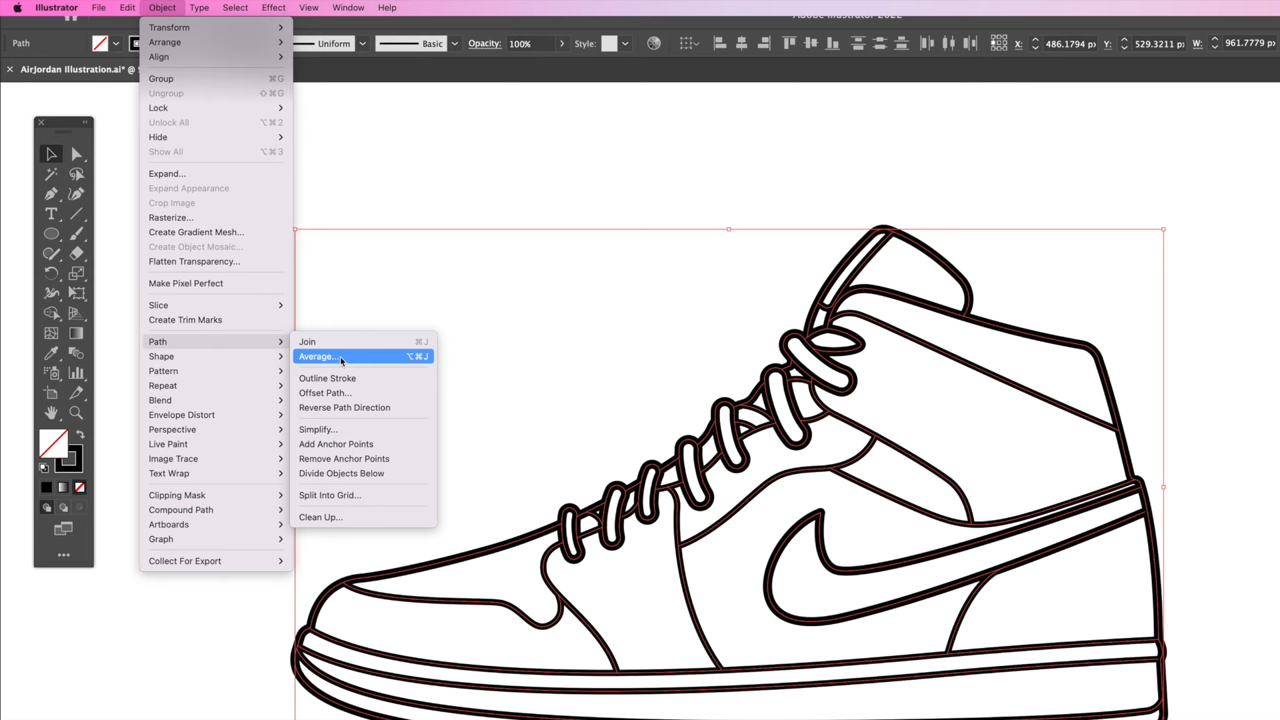 Illustrator File Edit Object Type Select Effect View Window Help
Path Uniform Basic Opacity: 100% Style: X: 486.1794 px Y: 529.3211 px W: 961.7779 p
AirJordan Illustration.ai* @
Transform
Arrange
Align
Group ⌘G
Ungroup ⇧⌘G
Lock
Unlock All ⌥⌘2
Hide
Show All ⌥⌘3
Expand...
Expand Appearance
Crop Image
Rasterize...
Create Gradient Mesh...
Create Object Mosaic...
Flatten Transparency...
Make Pixel Perfect
Slice
Create Trim Marks
Path
Shape
Pattern
Repeat
Blend
Envelope Distort
Perspective
Live Paint
Image Trace
Text Wrap
Clipping Mask
Compound Path
Artboards
Graph
Collect For Export
Join ⌘J
Average... ⌥⌘J
Outline Stroke
Offset Path...
Reverse Path Direction
Simplify...
Add Anchor Points
Remove Anchor Points
Divide Objects Below
Split Into Grid...
Clean Up...